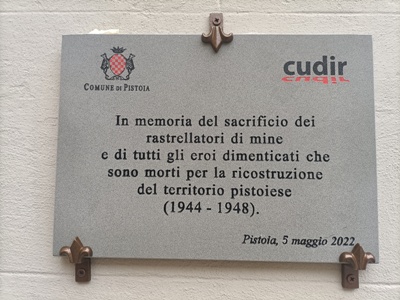 COMUNE DI PISTOIA
cudir
In memoria del sacrificio dei
rastrellatori di mine
e di tutti gli eroi dimenticati che
sono morti per la ricostruzione
del territorio pistoiese
(1944 - 1948).
Pistoia, 5 maggio 2022